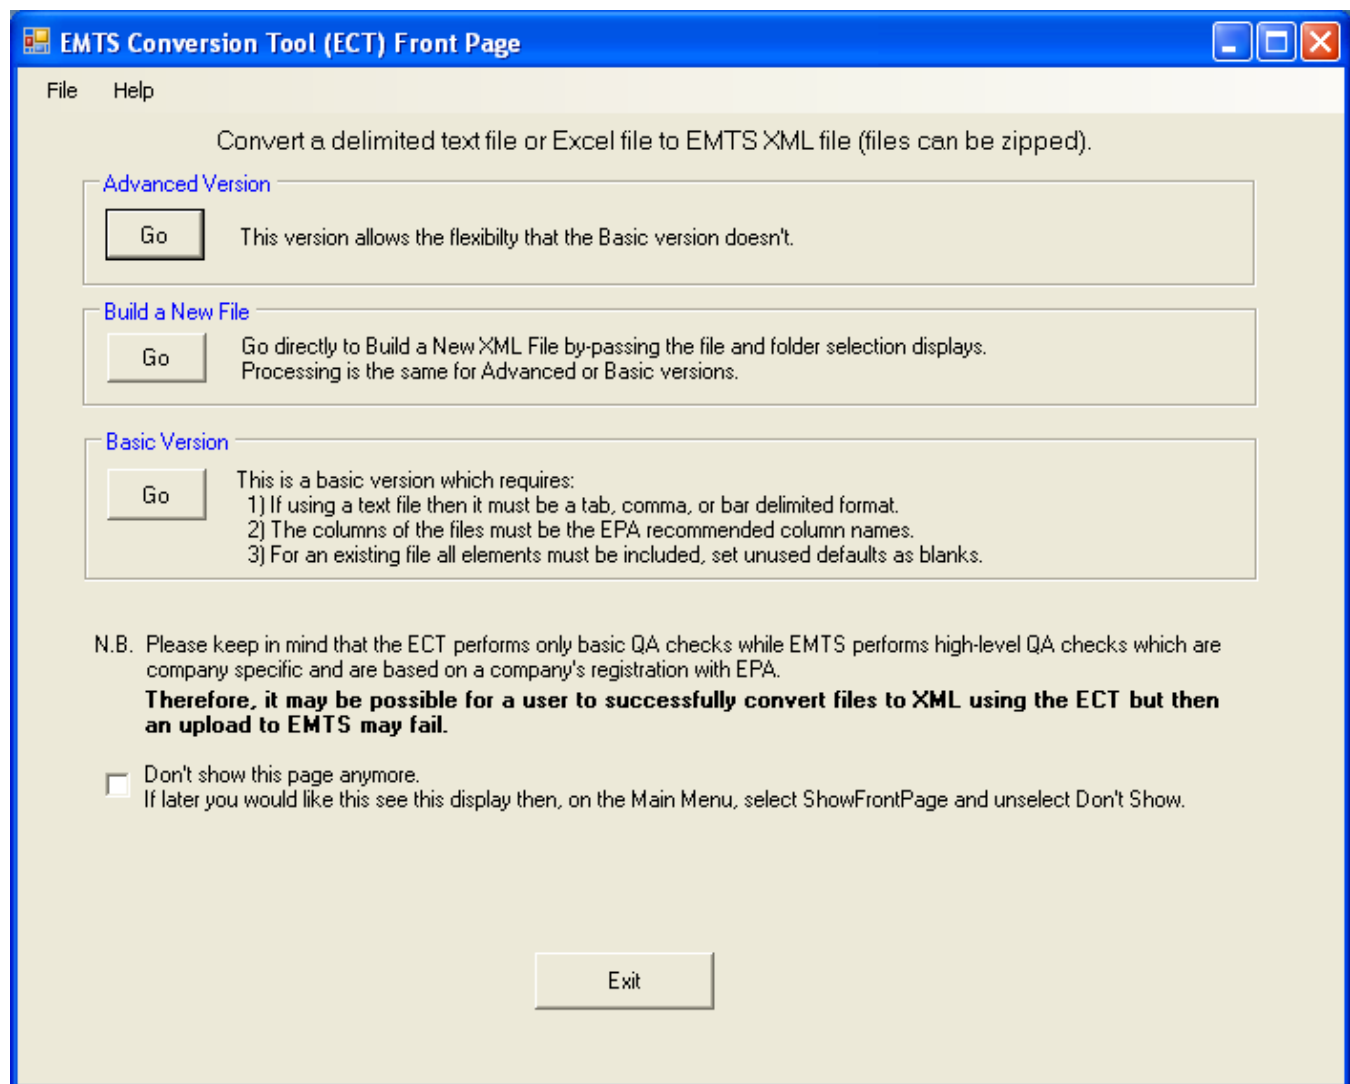 EMTS Conversion Tool (ECT) Front Page
File Help
Convert a delimited text file or Excel file to EMTS XML file (files can be zipped).
Advanced Version
Go
This version allows the flexibilty that the Basic version doesn't.
Build a New File
Go
Go directly to Build a New XML File by-passing the file and folder selection displays.
Processing is the same for Advanced or Basic versions.
Basic Version
Go
This is a basic version which requires:
1) If using a text file then it must be a tab, comma, or bar delimited format.
2) The columns of the files must be the EPA recommended column names.
3) For an existing file all elements must be included, set unused defaults as blanks.
N.B. Please keep in mind that the ECT performs only basic QA checks while EMTS performs high-level QA checks which are
company specific and are based on a company's registration with EPA.
Therefore, it may be possible for a user to successfully convert files to XML using the ECT but then
an upload to EMTS may fail.
Don't show this page anymore.
If later you would like this see this display then, on the Main Menu, select ShowFrontPage and unselect Don't Show.
Exit